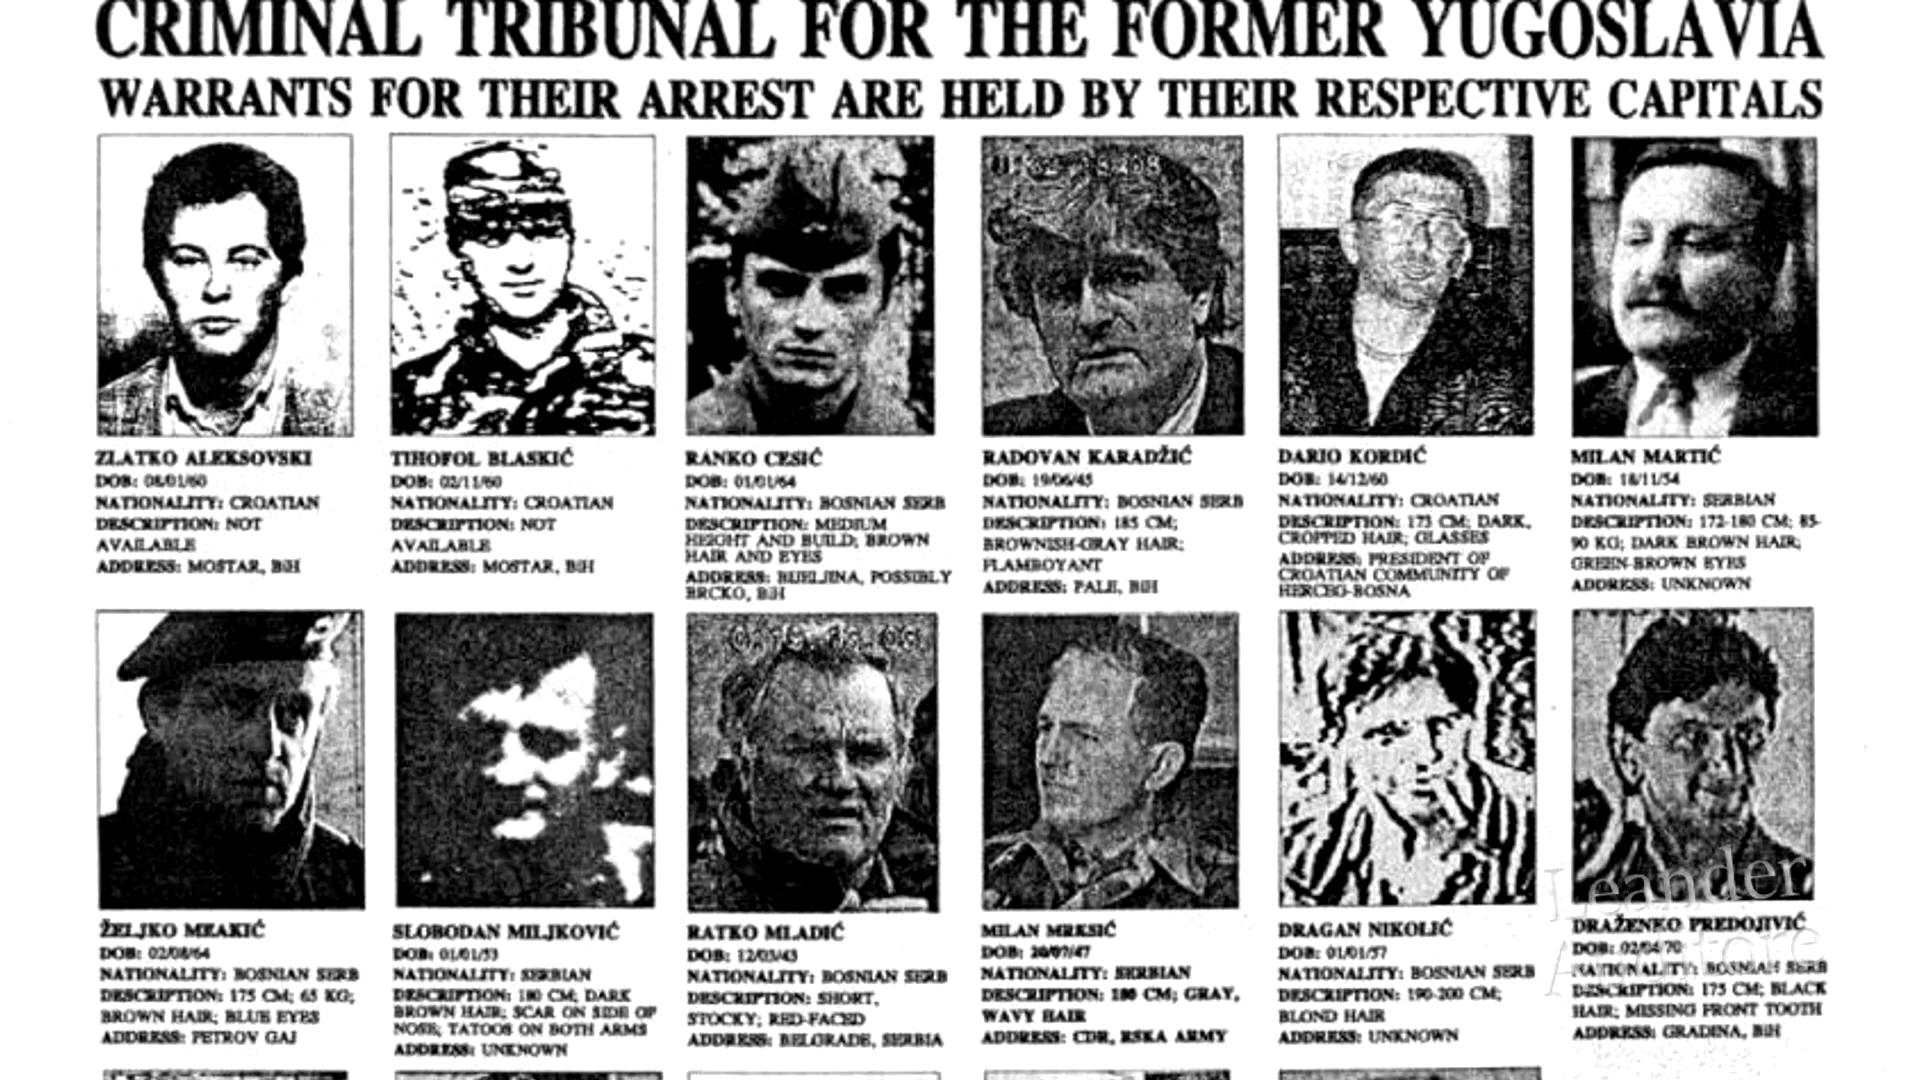 CRIMINAL TRIBUNAL FOR THE FORMER YUGOSLAVIA
WARRANTS FOR THEIR ARREST ARE HELD BY THEIR RESPECTIVE CAPITALS
ZLATKO ALEKSOVSKI
DOB: 08/01/60
NATIONALITY: CROATIAN
DESCRIPTION: NOT
AVAILABLE
ADDRESS: MOSTAR, BIH
TIHOFOL BLASKIĆ
DOB: 02/11/60
NATIONALITY: CROATIAN
DESCRIPTION: NOT
AVAILABLE
ADDRESS: MOSTAR, BIH
RANKO CESIĆ
DOB: 01/01/64
NATIONALITY: BOSNIAN SERB
DESCRIPTION: MEDIUM
HEIGHT AND BUILD; BROWN
HAIR AND EYES
ADDRESS: BIJELJINA, POSSIBLY
BRCKO, BIH
RADOVAN KARADŽIĆ
DOB: 19/06/45
NATIONALITY: BOSNIAN SERB
DESCRIPTION: 185 CM;
BROWNISH-GRAY HAIR;
FLAMBOYANT
ADDRESS: PALE, BIH
DARIO KORDIĆ
DOB: 14/12/60
NATIONALITY: CROATIAN
DESCRIPTION: 173 CM; DARK,
CROPPED HAIR; GLASSES
ADDRESS: PRESIDENT OF
CROATIAN COMMUNITY OF
HERCEG-BOSNA
MILAN MARTIĆ
DOB: 18/11/54
NATIONALITY: SERBIAN
DESCRIPTION: 172-180 CM; 85-
90 KG; DARK BROWN HAIR;
GREEN-BROWN EYES
ADDRESS: UNKNOWN
ŽELJKO MEAKIĆ
DOB: 02/08/64
NATIONALITY: BOSNIAN SERB
DESCRIPTION: 175 CM; 65 KG;
BROWN HAIR; BLUE EYES
ADDRESS: PETROV GAJ
SLOBODAN MILJKOVIĆ
DOB: 01/01/53
NATIONALITY: SERBIAN
DESCRIPTION: 180 CM; DARK
BROWN HAIR; SCAR ON SIDE OF
NOSE; TATOOS ON BOTH ARMS
ADDRESS: UNKNOWN
RATKO MLADIĆ
DOB: 12/03/43
NATIONALITY: BOSNIAN SERB
DESCRIPTION: SHORT,
STOCKY; RED-FACED
ADDRESS: BELGRADE, SERBIA
MILAN MRKSIĆ
DOB: 20/07/47
NATIONALITY: SERBIAN
DESCRIPTION: 180 CM; GRAY,
WAVY HAIR
ADDRESS: CDR, RSKA ARMY
DRAGAN NIKOLIĆ
DOB: 01/01/57
NATIONALITY: BOSNIAN SERB
DESCRIPTION: 190-200 CM;
BLOND HAIR
ADDRESS: UNKNOWN
DRAŽENKO PREDOJIVIĆ
DOB: 02/04/70
NATIONALITY: BOSNIAN SERB
DESCRIPTION: 175 CM; BLACK
HAIR; MISSING FRONT TOOTH
ADDRESS: GRADINA, BIH
Leander